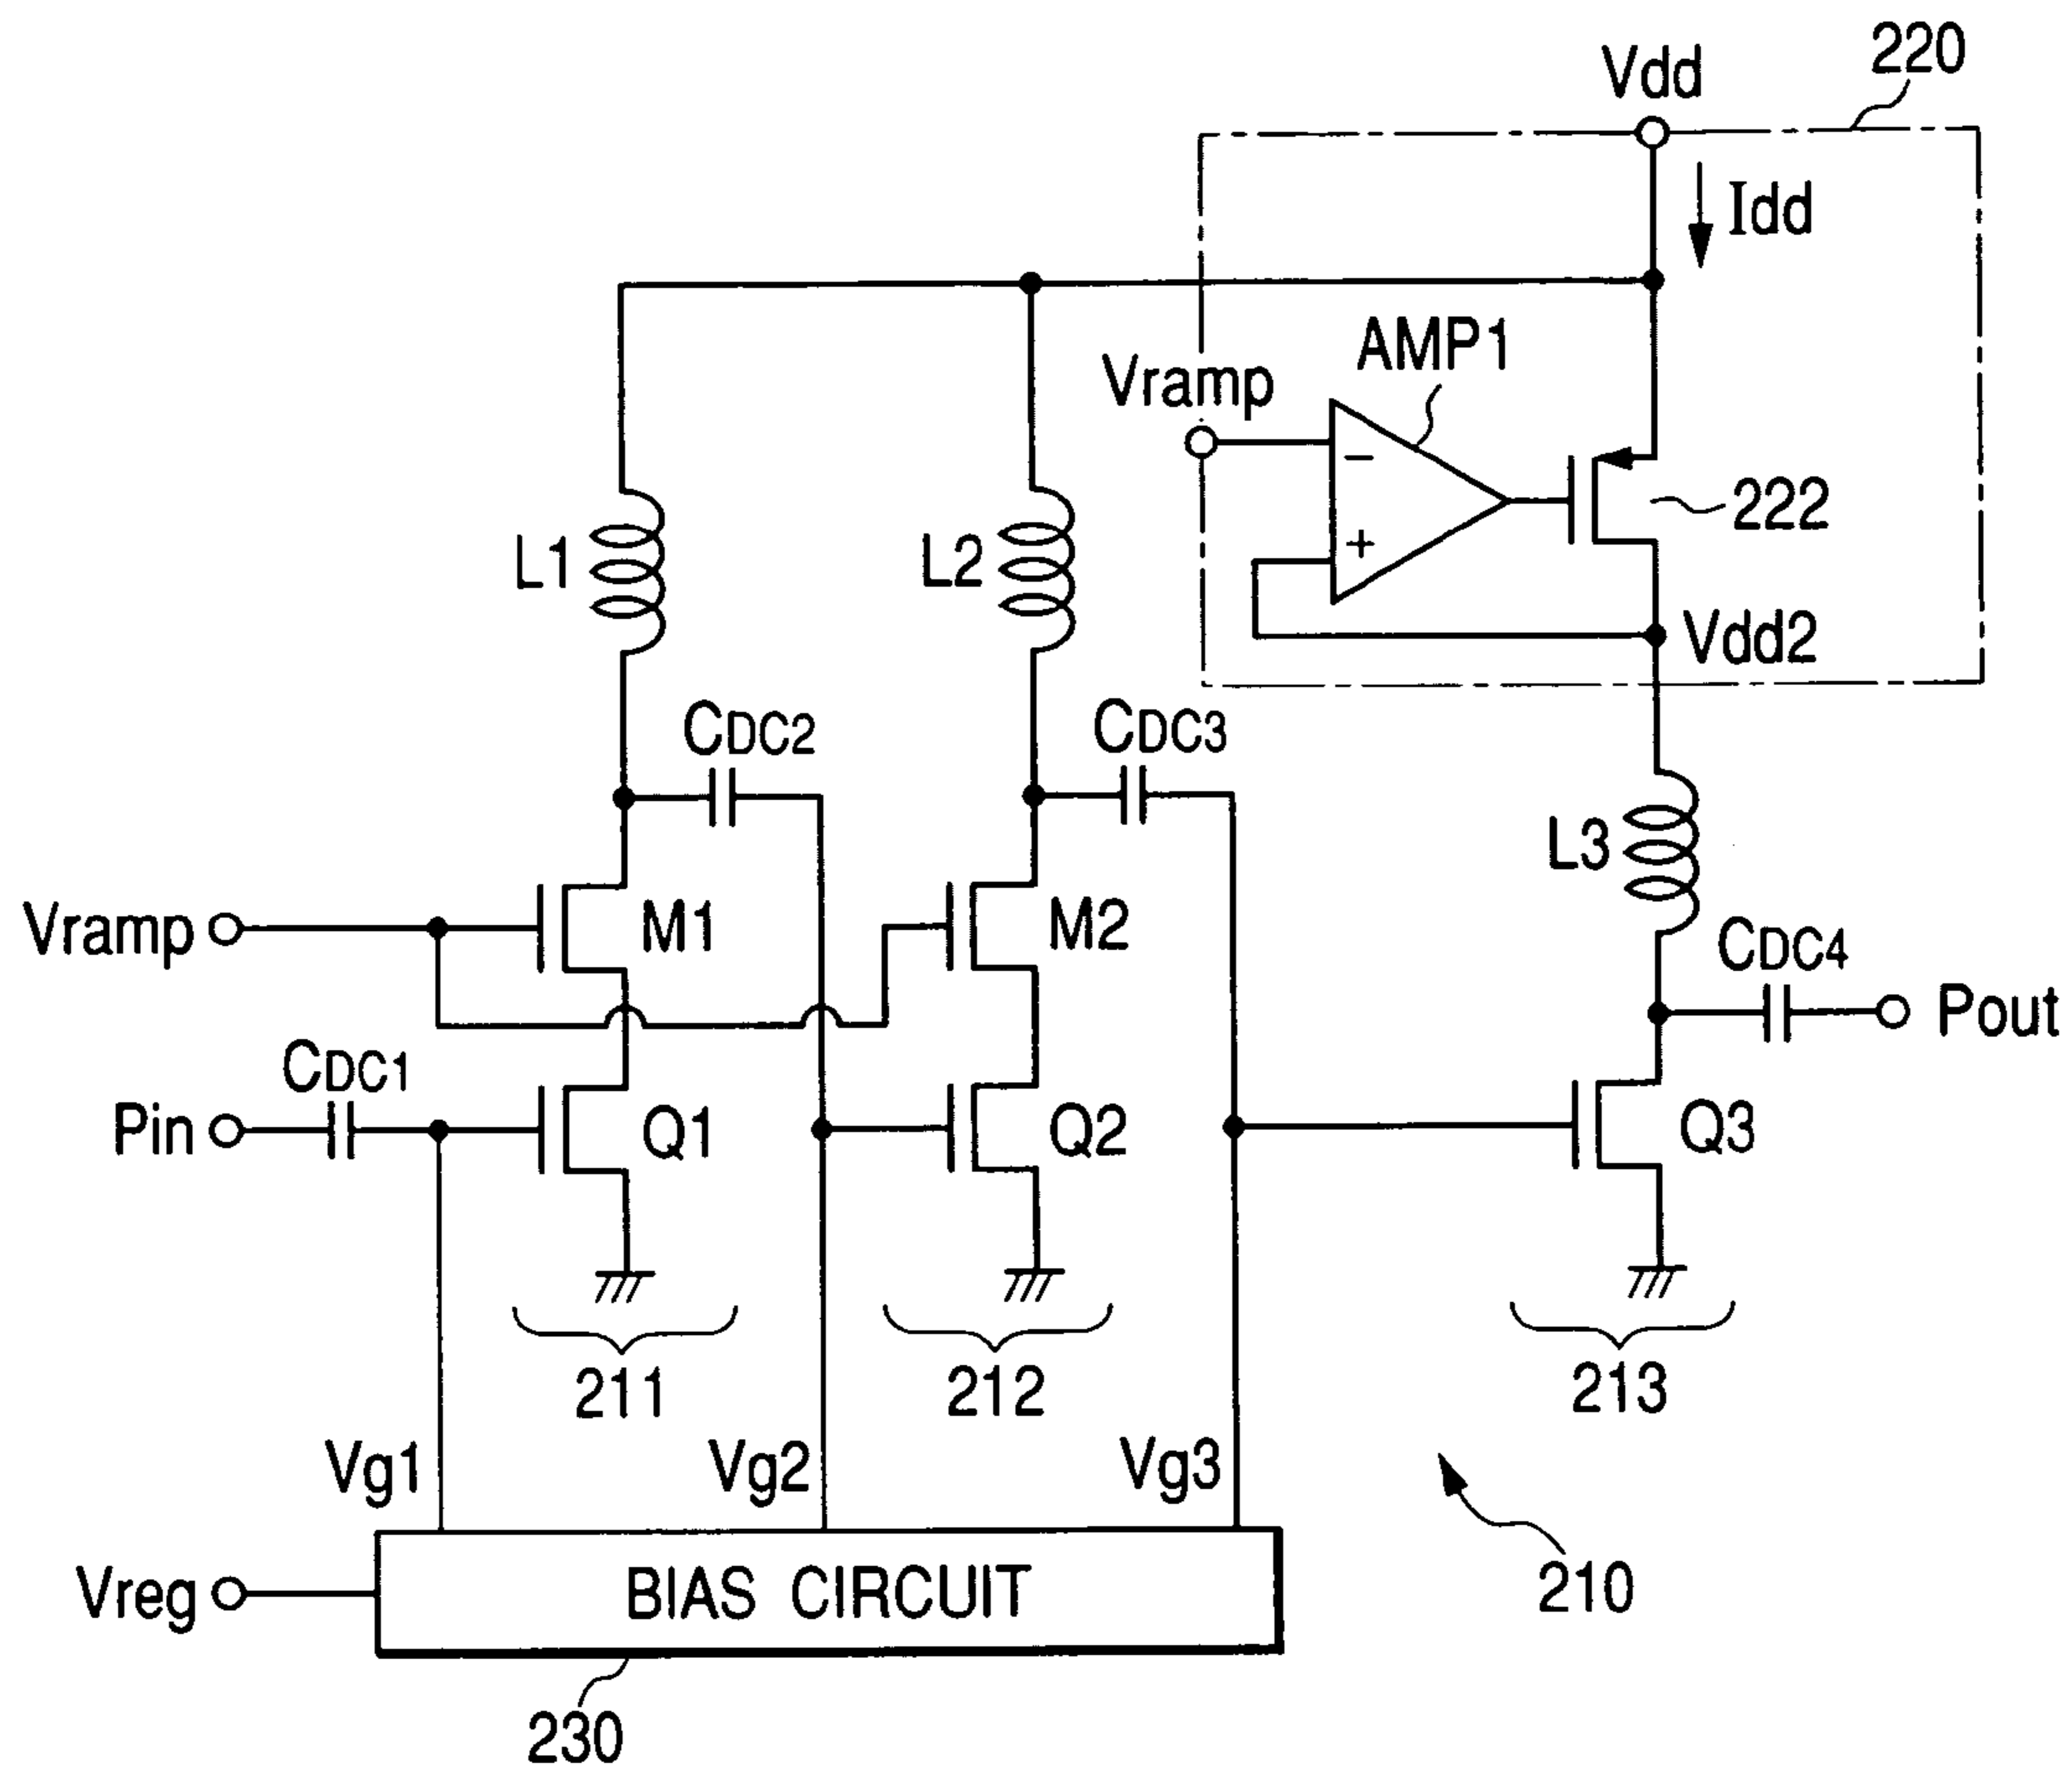 220
Vdd
Idd
AMP1
Vramp
−
+
222
Vdd2
L1
L2
CDC2
CDC3
L3
Vramp
M1
M2
CDC4
Pout
CDC1
Pin
Q1
Q2
Q3
211
212
213
Vg1
Vg2
Vg3
210
Vreg
BIAS CIRCUIT
230